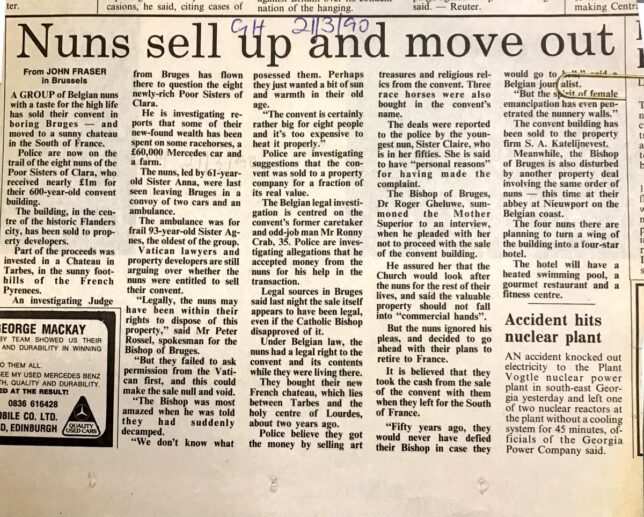 ter.
casions, he said, citing cases of
nation of the hanging.
said. — Reuter.
making Centri
GH 21/3/90
Nuns sell up and move out
From JOHN FRASER
in Brussels
A GROUP of Belgian nuns
with a taste for the high life
has sold their convent in
boring Bruges — and
moved to a sunny chateau
in the South of France.
Police are now on the
trail of the eight nuns of the
Poor Sisters of Clara, who
received nearly £1m for
their 600-year-old convent
building.
The building, in the cen-
tre of the historic Flanders
city, has been sold to prop-
erty developers.
Part of the proceeds was
invested in a Chateau in
Tarbes, in the sunny foot-
hills of the French
Pyrenees.
An investigating Judge
from Bruges has flown
there to question the eight
newly-rich Poor Sisters of
Clara.
He is investigating re-
ports that some of their
new-found wealth has been
spent on some racehorses, a
£60,000 Mercedes car and
a farm.
The nuns, led by 61-year-
old Sister Anna, were last
seen leaving Bruges in a
convoy of two cars and an
ambulance.
The ambulance was for
frail 93-year-old Sister Ag-
nes, the oldest of the group.
Vatican lawyers and
property developers are still
arguing over whether the
nuns were entitled to sell
their convent.
"Legally, the nuns may
have been within their
rights to dispose of this
property," said Mr Peter
Rossel, spokesman for the
Bishop of Bruges.
"But they failed to ask
permission from the Vati-
can first, and this could
make the sale null and void.
"The Bishop was most
amazed when he was told
they had suddenly
decamped.
"We don't know what
possessed them. Perhaps
they just wanted a bit of sun
and warmth in their old
age.
"The convent is certainly
rather big for eight people
and it's too expensive to
heat it properly."
Police are investigating
suggestions that the con-
vent was sold to a property
company for a fraction of
its real value.
The Belgian legal investi-
gation is centred on the
convent's former caretaker
and odd-job man Mr Ronny
Crab, 35. Police are inves-
tigating allegations that he
accepted money from the
nuns for his help in the
transaction.
Legal sources in Bruges
said last night the sale itself
appears to have been legal,
even if the Catholic Bishop
disapproved of it.
Under Belgian law, the
nuns had a legal right to the
convent and its contents
while they were living there.
They bought their new
French chateau, which lies
between Tarbes and the
holy centre of Lourdes,
about two years ago.
Police believe they got
the money by selling art
treasures and religious rel-
ics from the convent. Three
race horses were also
bought in the convent's
name.
The deals were reported
to the police by the youn-
gest nun, Sister Claire, who
is in her fifties. She is said
to have "personal reasons"
for having made the
complaint.
The Bishop of Bruges,
Dr Roger Gheluwe, sum-
moned the Mother
Superior to an interview,
when he pleaded with her
not to proceed with the sale
of the convent building.
He assured her that the
Church would look after
the nuns for the rest of their
lives, and said the valuable
property should not fall
into "commercial hands".
But the nuns ignored his
pleas, and decided to go
ahead with their plans to
retire to France.
It is believed that they
took the cash from the sale
of the convent with them
when they left for the South
of France.
"Fifty years ago, they
would never have defied
their Bishop in case they
would go to said a
Belgian journalist.
"But the spirit of female
emancipation has even pen-
etrated the nunnery walls."
The convent building has
been sold to the property
firm S. A. Katelijnevest.
Meanwhile, the Bishop
of Bruges is also disturbed
by another property deal
involving the same order of
nuns — this time at their
abbey at Nieuwport on the
Belgian coast.
The four nuns there are
planning to turn a wing of
the building into a four-star
hotel.
The hotel will have a
heated swimming pool, a
gourmet restaurant and a
fitness centre.
Accident hits
nuclear plant
AN accident knocked out
electricity to the Plant
Vogtle nuclear power
plant in south-east Geor-
gia yesterday and left one
of two nuclear reactors at
the plant without a cooling
system for 45 minutes, of-
ficials of the Georgia
Power Company said.
GEORGE MACKAY
BY TEAM SHOWED US THEIR
AND DURABILITY IN WINNING
TO THEM ALL
EE MY USED MERCEDES BENZ
TH, QUALITY AND DURABILITY.
ED AT THE RESULT!
0836 616428
OBILE CO. LTD.
D, EDINBURGH
QUALITY
USED CARS